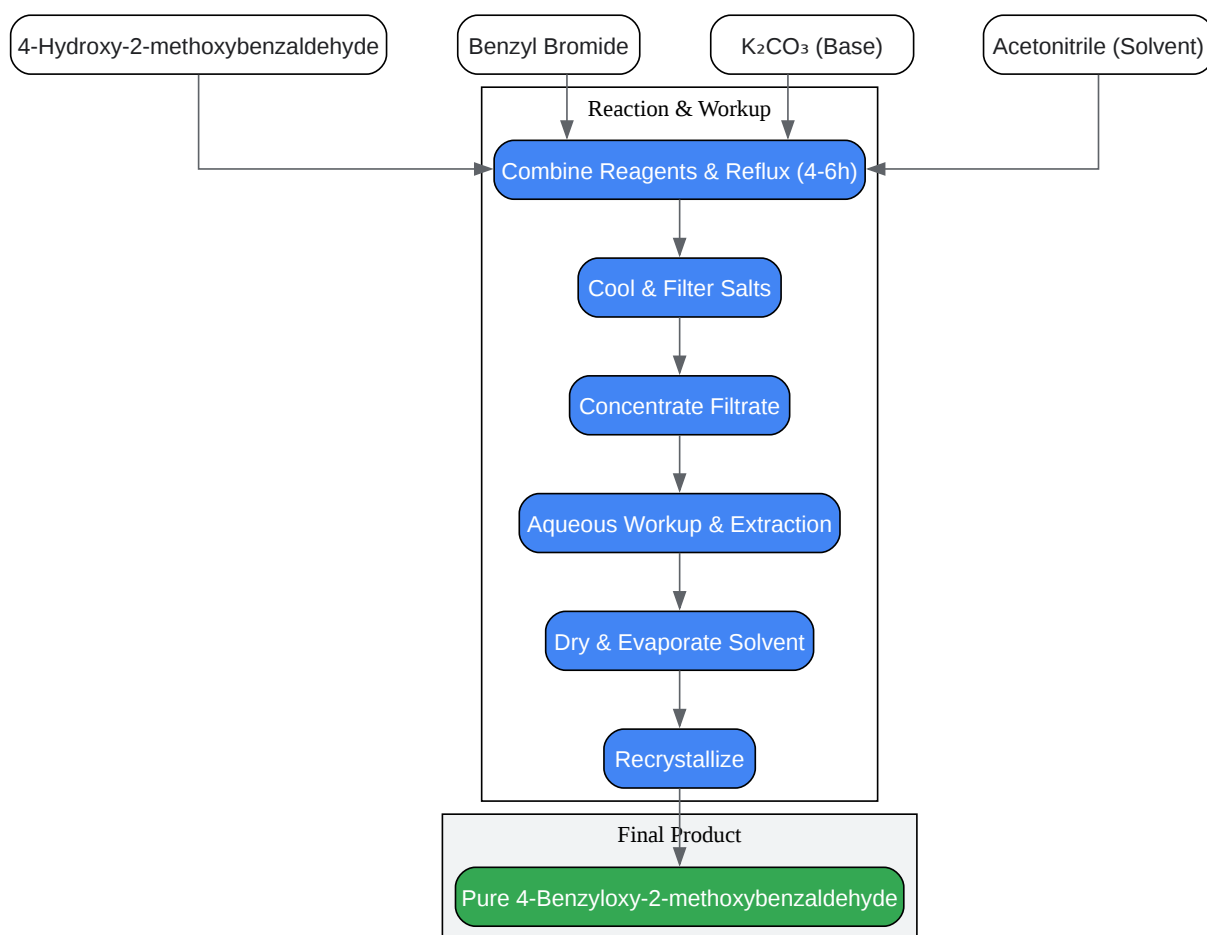 4-Hydroxy-2-methoxybenzaldehyde
Benzyl Bromide
K₂CO₃ (Base)
Acetonitrile (Solvent)
Reaction & Workup
Combine Reagents & Reflux (4-6h)
Cool & Filter Salts
Concentrate Filtrate
Aqueous Workup & Extraction
Dry & Evaporate Solvent
Recrystallize
Final Product
Pure 4-Benzyloxy-2-methoxybenzaldehyde